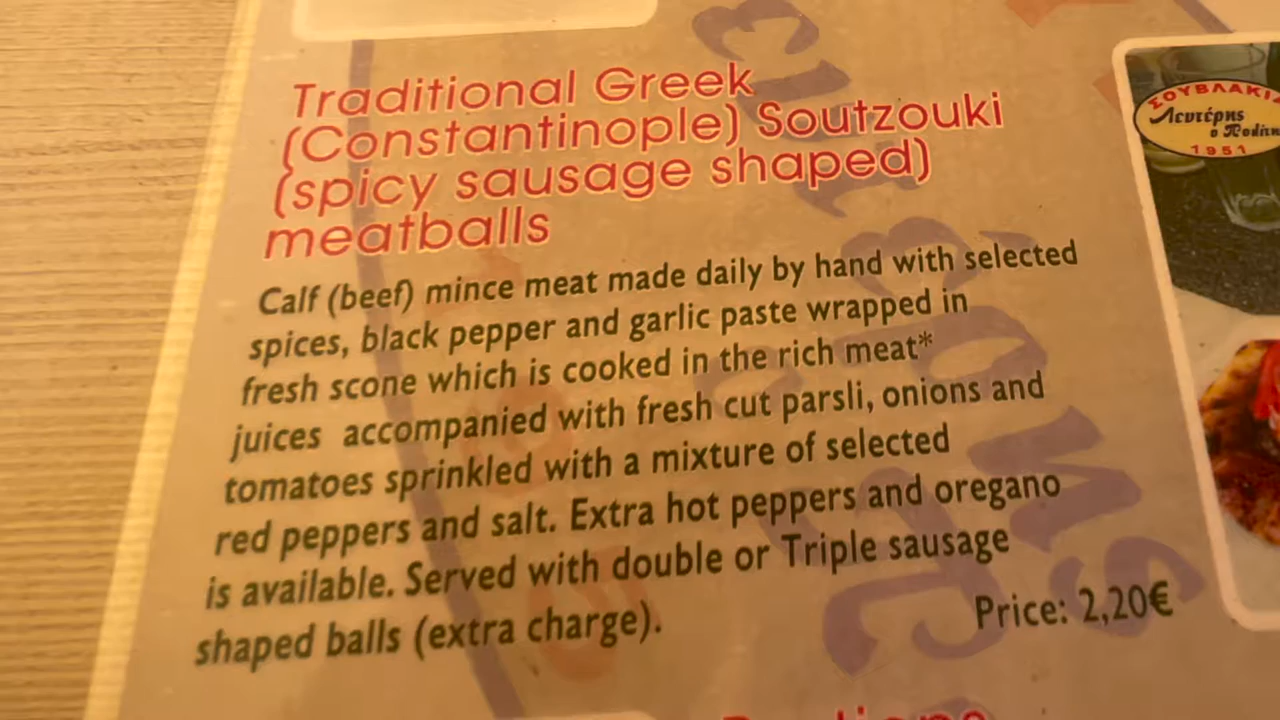 Traditional Greek
(Constantinople) Soutzouki
(spicy sausage shaped)
meatballs
Calf (beef) mince meat made daily by hand with selected
spices, black pepper and garlic paste wrapped in
fresh scone which is cooked in the rich meat*
juices accompanied with fresh cut parsli, onions and
tomatoes sprinkled with a mixture of selected
red peppers and salt. Extra hot peppers and oregano
is available. Served with double or Triple sausage
shaped balls (extra charge).
Price: 2,20€
ΣΟΥΒΛΑΚΙΑ
Λευτέρης
ο Πολίτης
1951